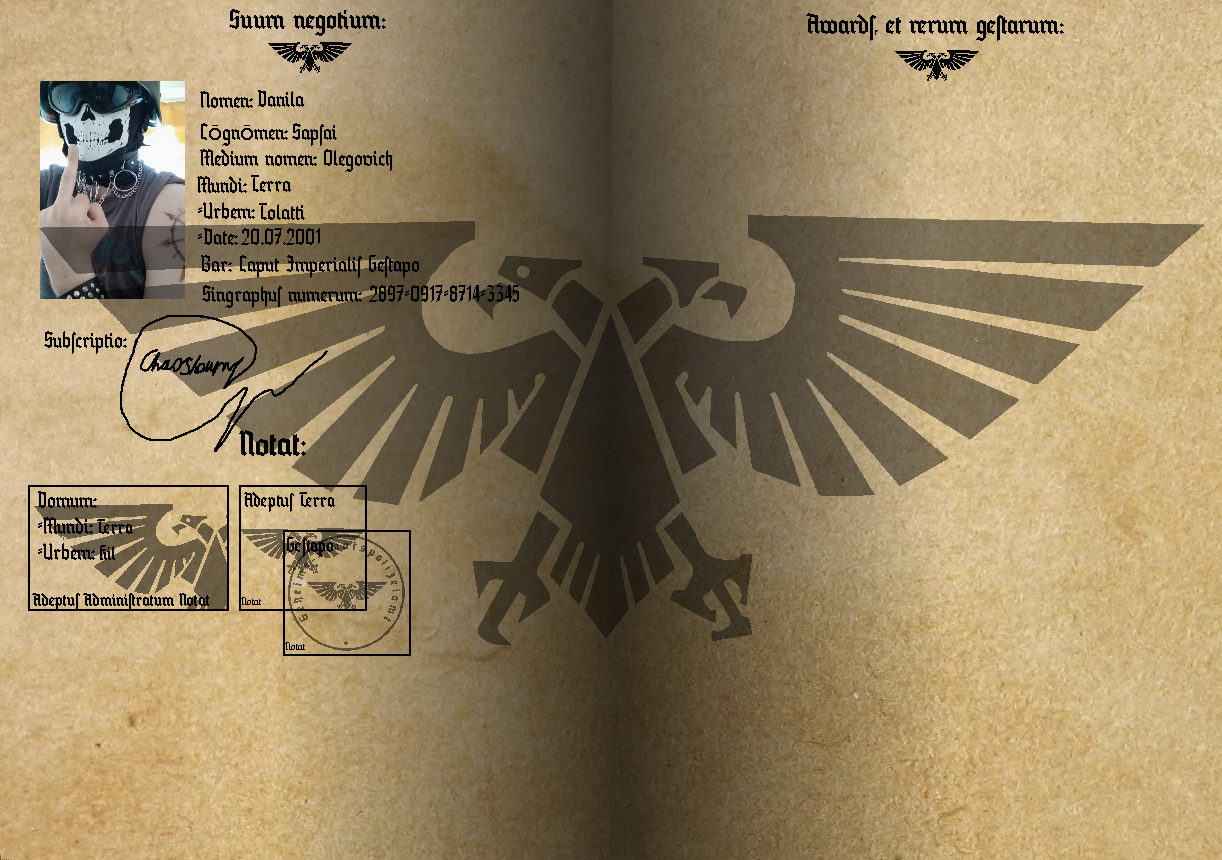 Suum negotium:
Nomen: Danila
Cōgnōmen: Sapſai
Medium nomen: Olegovich
Mundi: Terra
-Urbem: Tolatti
-Date: 20.07.2001
Bar: Caput Imperialiſ Geſtapo
Singraphuſ numerum: 2897-0917-8714-3345
Subſcriptio:
Chaosbump
Notat:
Domum:
-Mundi: Terra
-Urbem: Kil
Adeptuſ Adminiſtratum Notat
Adeptuſ Terra
Notat
Geſtapo
Geheimſtaatspolizeiamt
Notat
Awardſ, et rerum geſtarum: